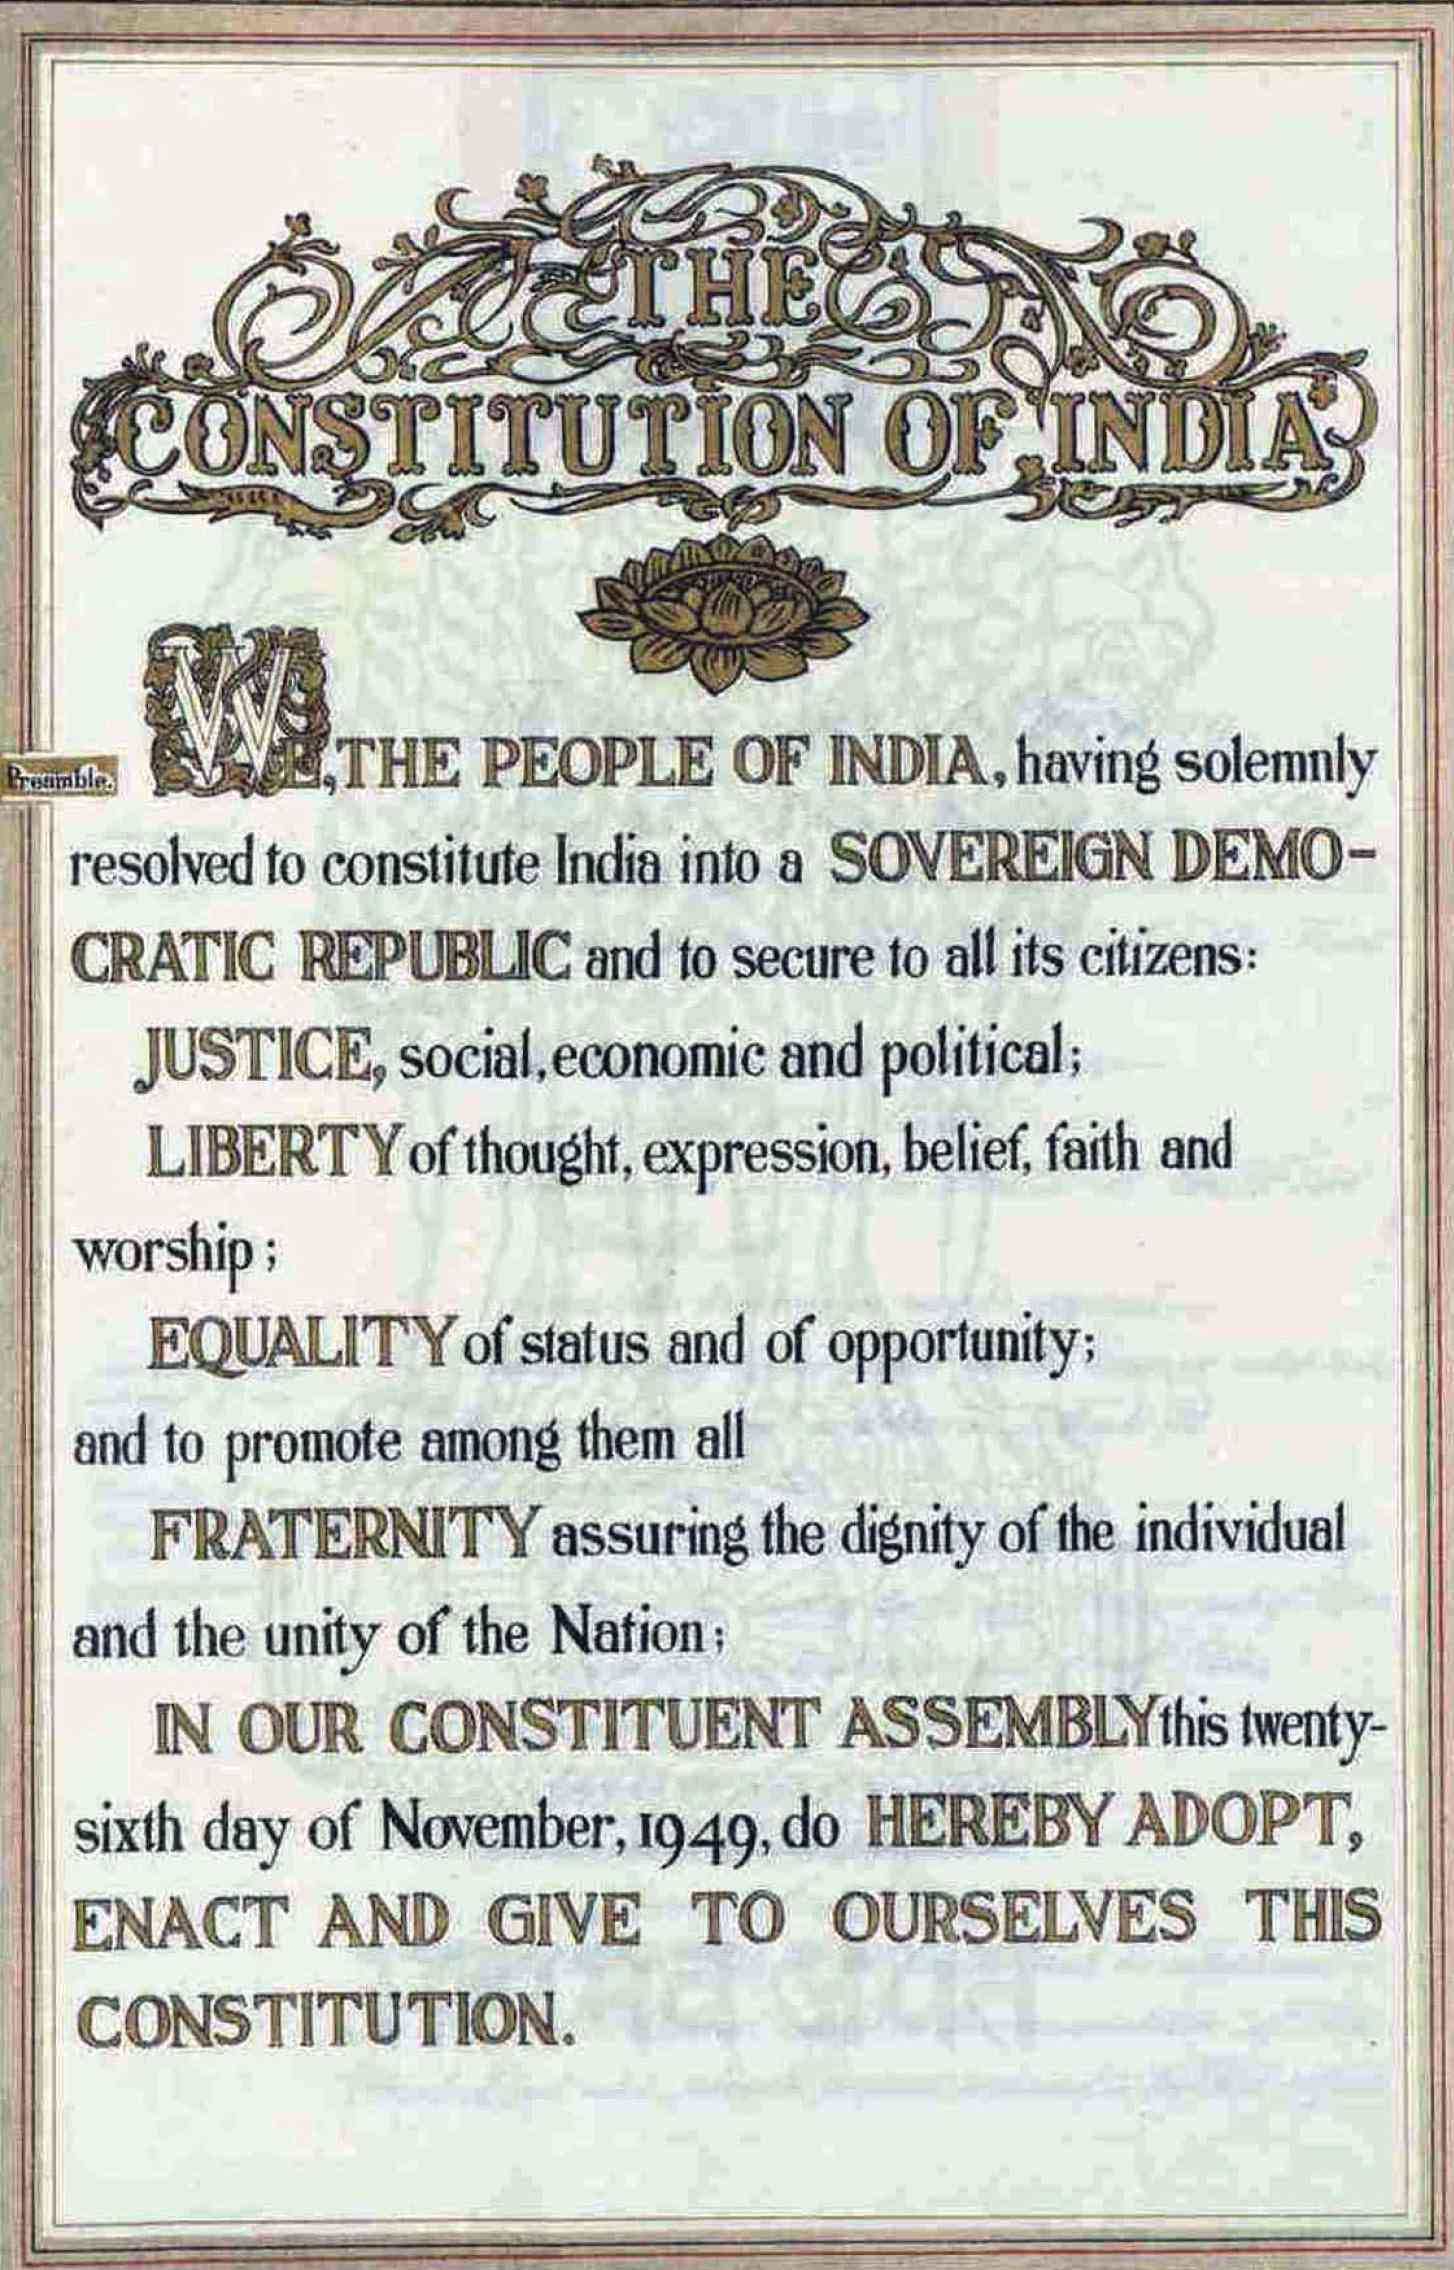 THE
CONSTITUTION OF INDIA
Preamble.
WE, THE PEOPLE OF INDIA, having solemnly
resolved to constitute India into a SOVEREIGN DEMO-
CRATIC REPUBLIC and to secure to all its citizens:
JUSTICE, social, economic and political;
LIBERTY of thought, expression, belief, faith and
worship;
EQUALITY of status and of opportunity;
and to promote among them all
FRATERNITY assuring the dignity of the individual
and the unity of the Nation;
IN OUR CONSTITUENT ASSEMBLY this twenty-
sixth day of November, 1949, do HEREBY ADOPT,
ENACT AND GIVE TO OURSELVES THIS
CONSTITUTION.